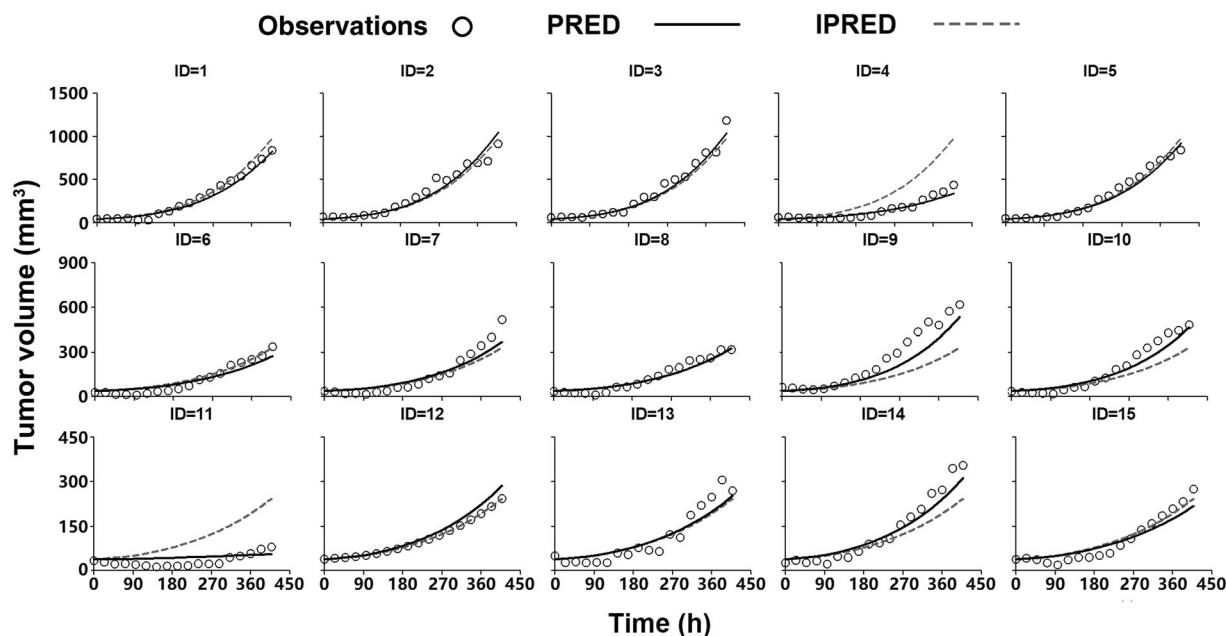 Observations PRED IPRED
ID=1 ID=2 ID=3 ID=4 ID=5
1500
1000
500
0
ID=6 ID=7 ID=8 ID=9 ID=10
900
600
300
0
ID=11 ID=12 ID=13 ID=14 ID=15
450
300
150
0
0 90 180 270 360 450 0 90 180 270 360 450 0 90 180 270 360 450 0 90 180 270 360 450 0 90 180 270 360 450
Tumor volume (mm³)
Time (h)